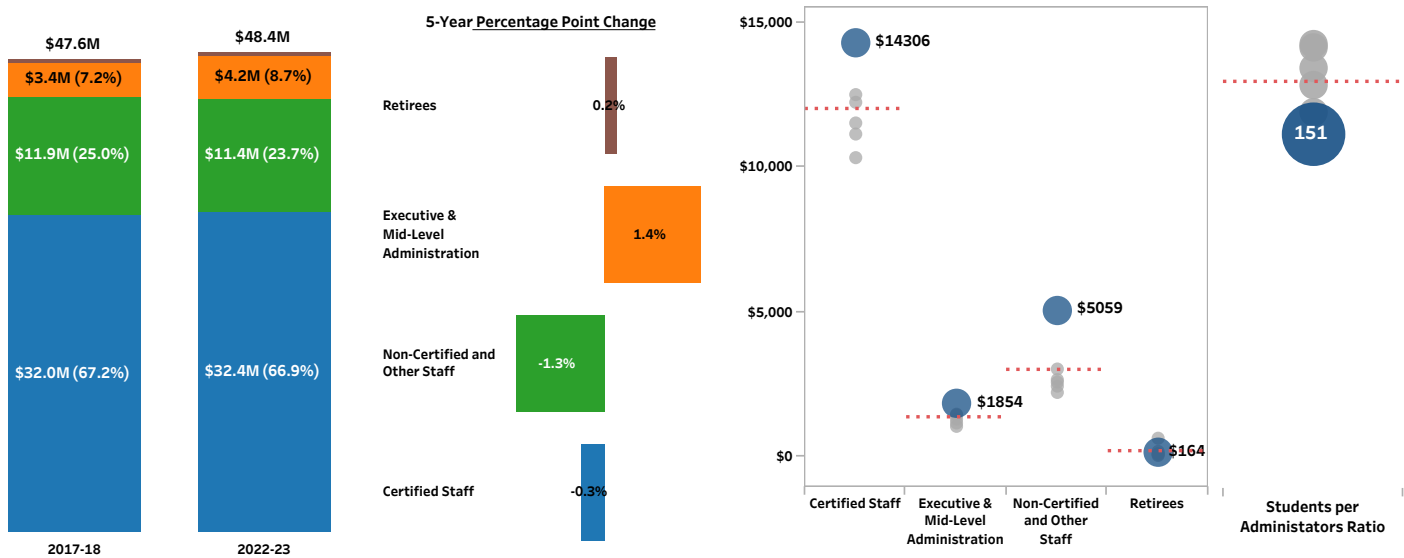 $47.6M
$3.4M (7.2%)
$11.9M (25.0%)
$32.0M (67.2%)
2017-18
$48.4M
$4.2M (8.7%)
$11.4M (23.7%)
$32.4M (66.9%)
2022-23
5-Year Percentage Point Change
Retirees
0.2%
Executive &
Mid-Level
Administration
1.4%
Non-Certified and
Other Staff
-1.3%
Certified Staff
-0.3%
$15,000
$10,000
$5,000
$0
$14306
$1854
$5059
$164
Certified Staff
Executive &
Mid-Level
Administration
Non-Certified
and Other
Staff
Retirees
151
Students per
Administators Ratio